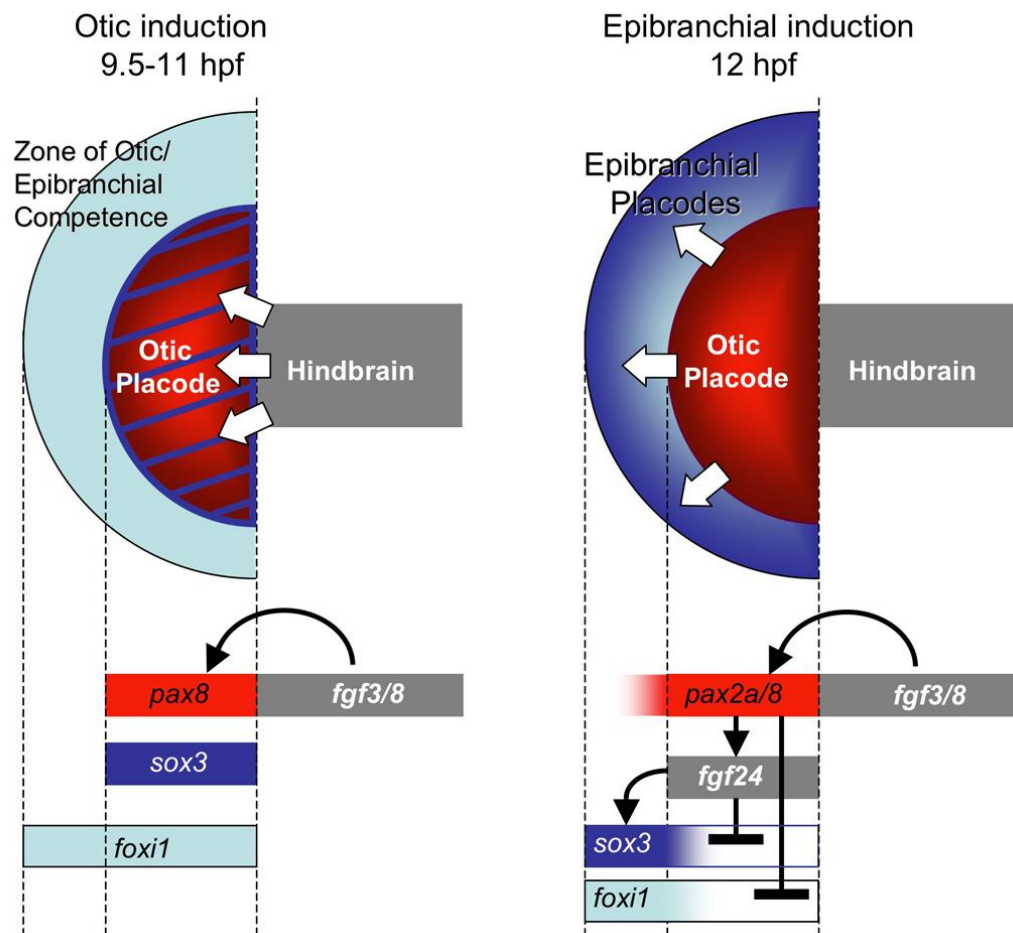 Otic induction
9.5-11 hpf
Zone of Otic/
Epibranchial
Competence
Otic
Placode
Hindbrain
pax8
fgf3/8
sox3
foxi1
Epibranchial induction
12 hpf
Epibranchial
Placodes
Otic
Placode
Hindbrain
pax2a/8
fgf3/8
fgf24
sox3
foxi1